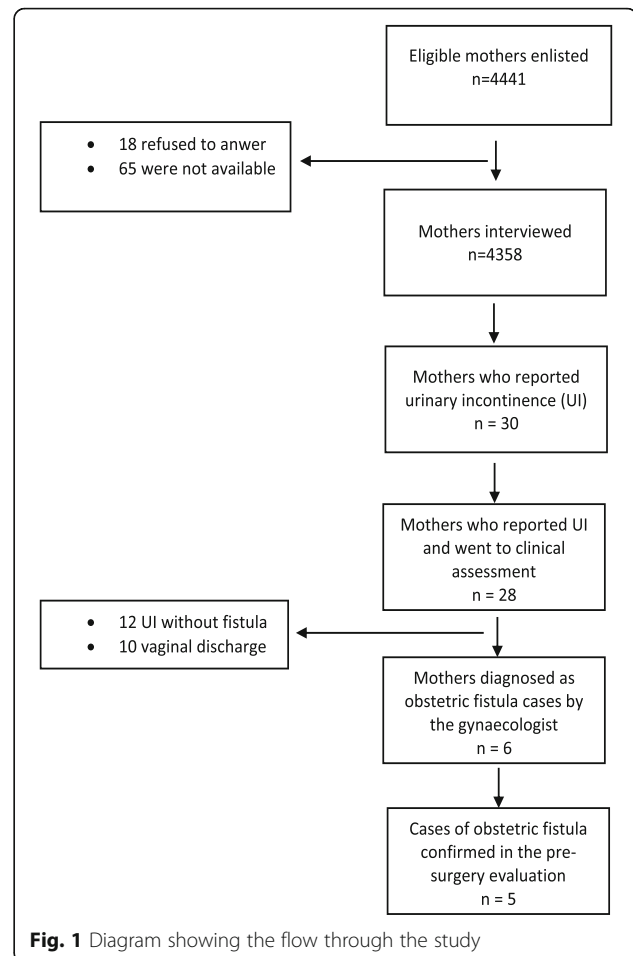 Eligible mothers enlisted
n=4441
• 18 refused to anwer
• 65 were not available
Mothers interviewed
n=4358
Mothers who reported
urinary incontinence (UI)
n = 30
Mothers who reported UI
and went to clinical
assessment
n = 28
• 12 UI without fistula
• 10 vaginal discharge
Mothers diagnosed as
obstetric fistula cases by
the gynaecologist
n = 6
Cases of obstetric fistula
confirmed in the pre-
surgery evaluation
n = 5
Fig. 1 Diagram showing the flow through the study